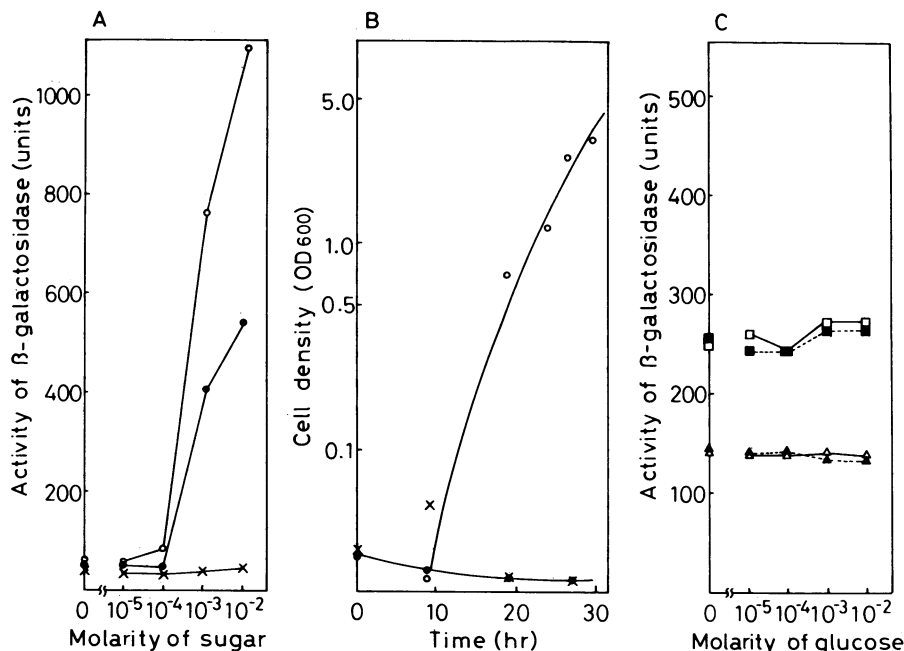 A
Activity of ß-galactosidase (units)
1000
800
600
400
200
0 10⁻⁵ 10⁻⁴ 10⁻³ 10⁻²
Molarity of sugar
B
Cell density (OD600)
5.0
1.0
0.5
0.1
0 10 20 30
Time (hr)
C
Activity of ß-galactosidase (units)
500
400
300
200
100
0 10⁻⁵ 10⁻⁴ 10⁻³ 10⁻²
Molarity of glucose